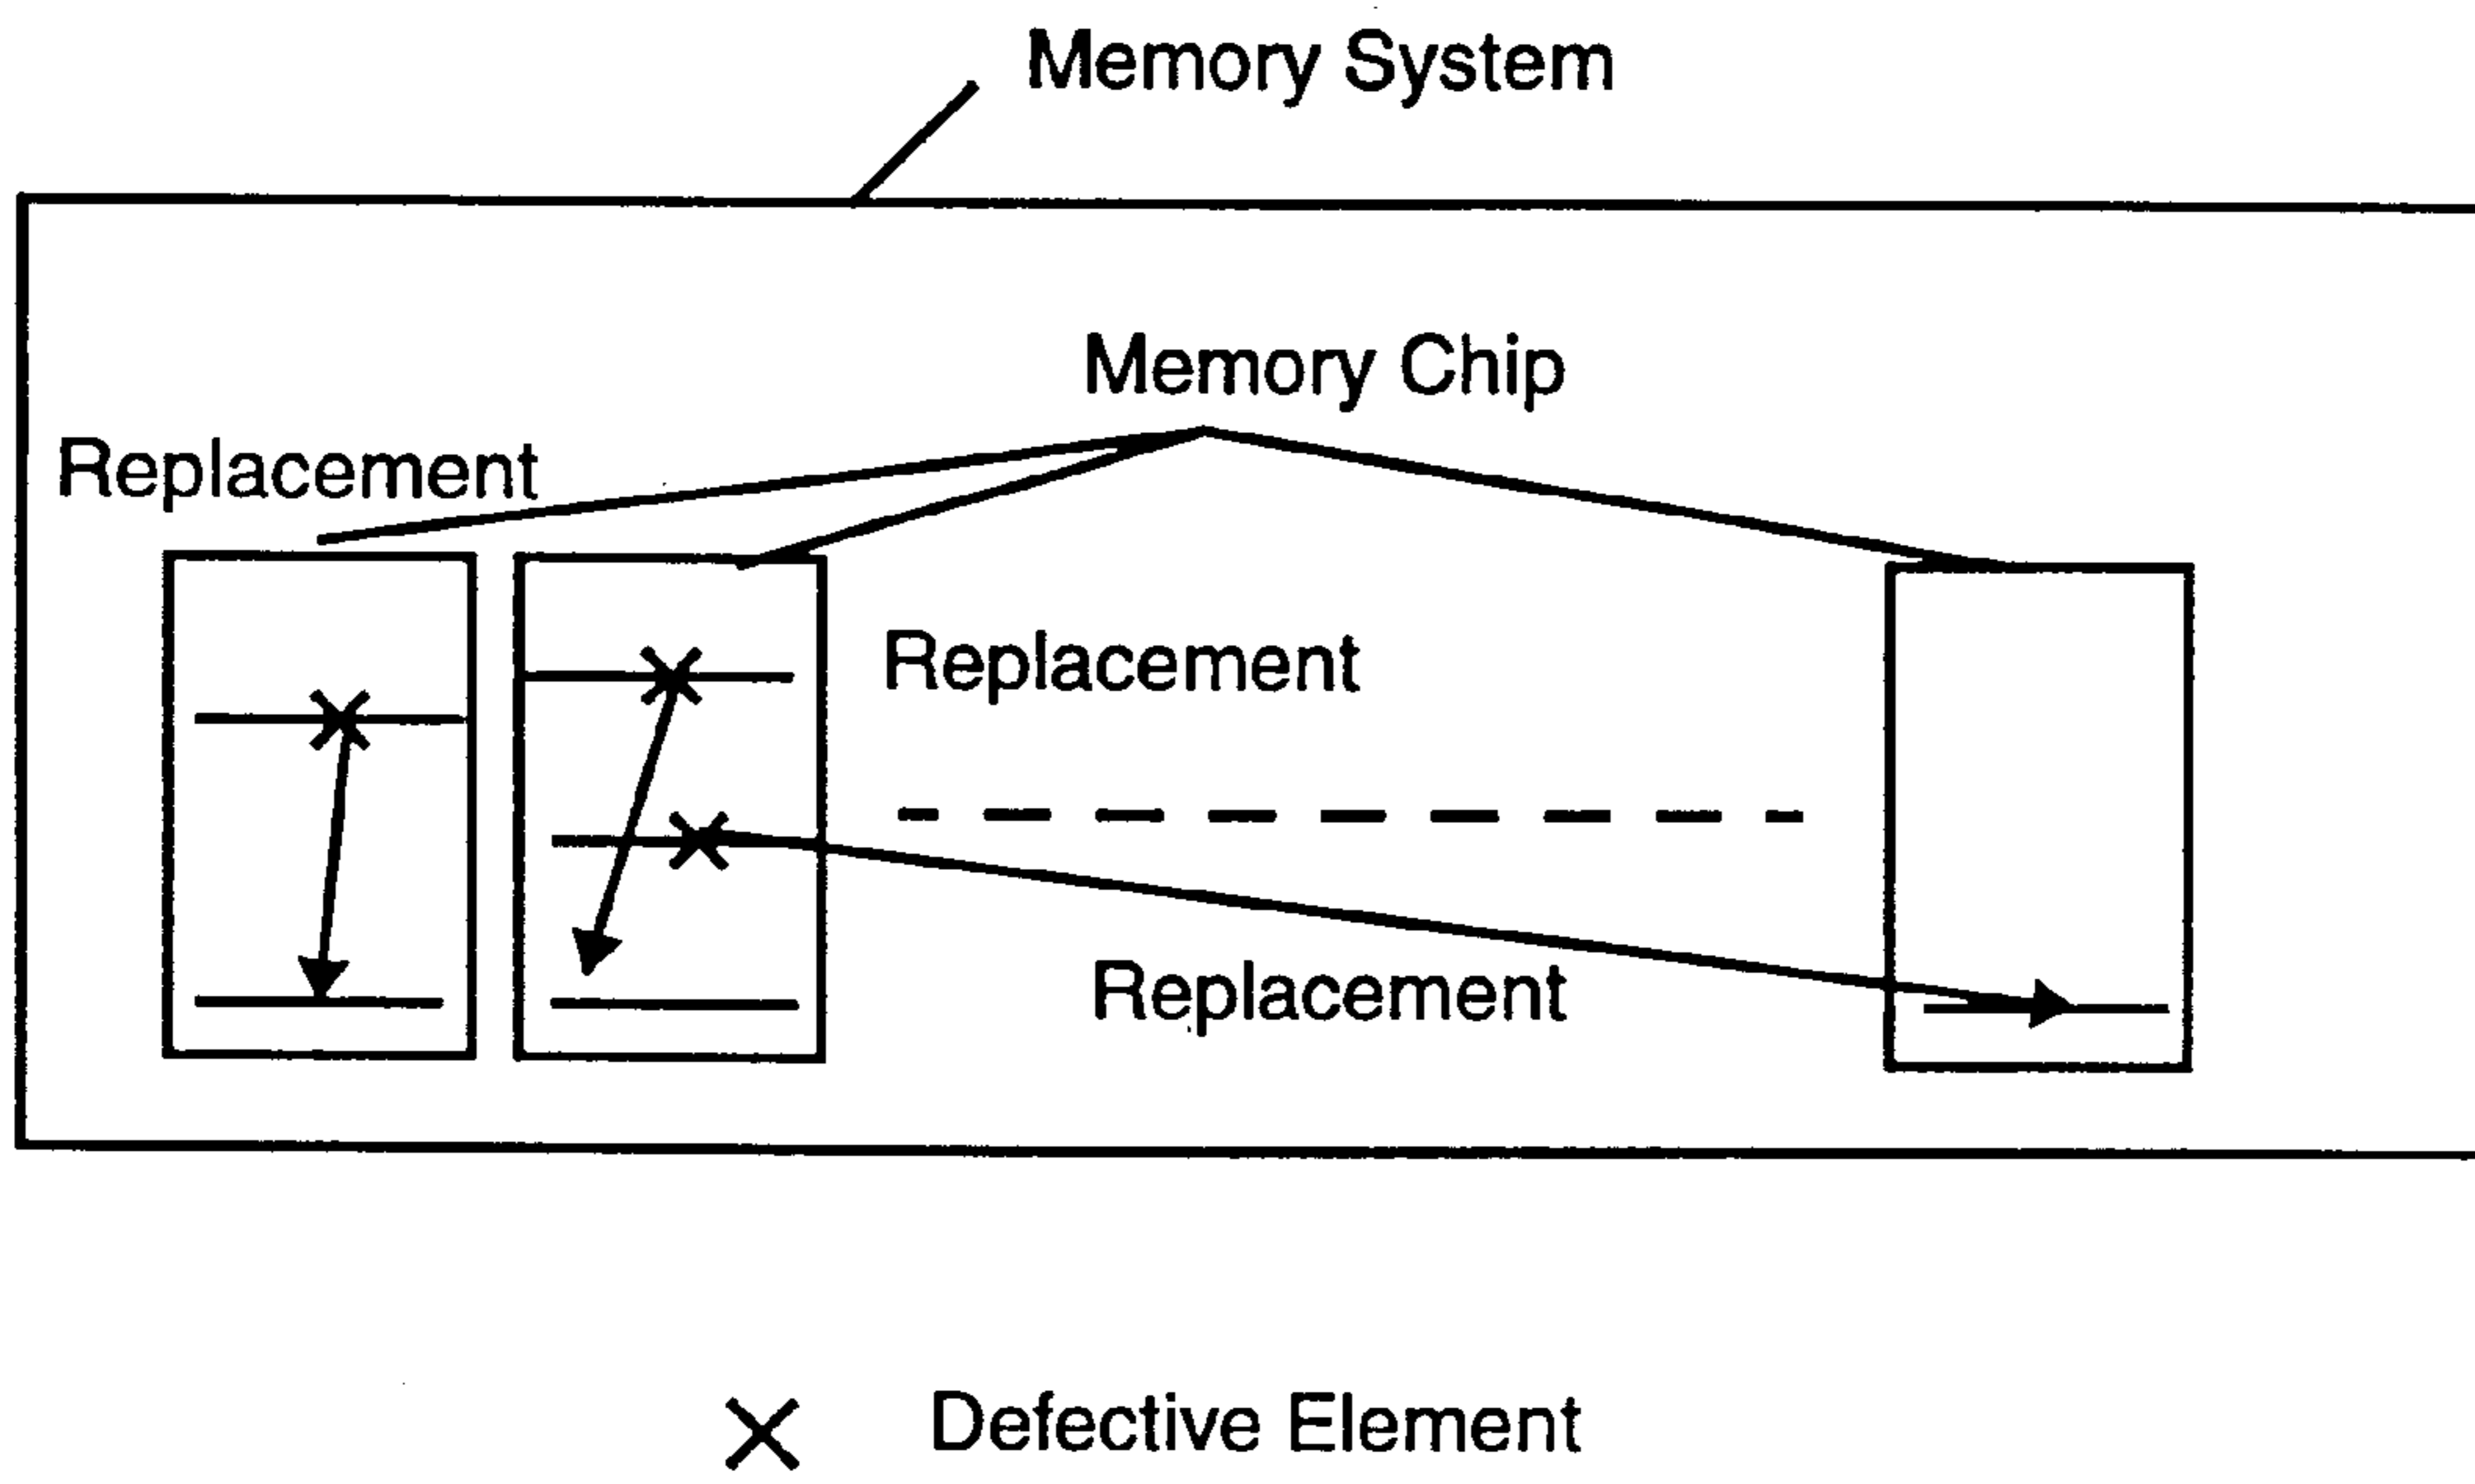 Memory System
Memory Chip
Replacement
Replacement
Replacement
Defective Element